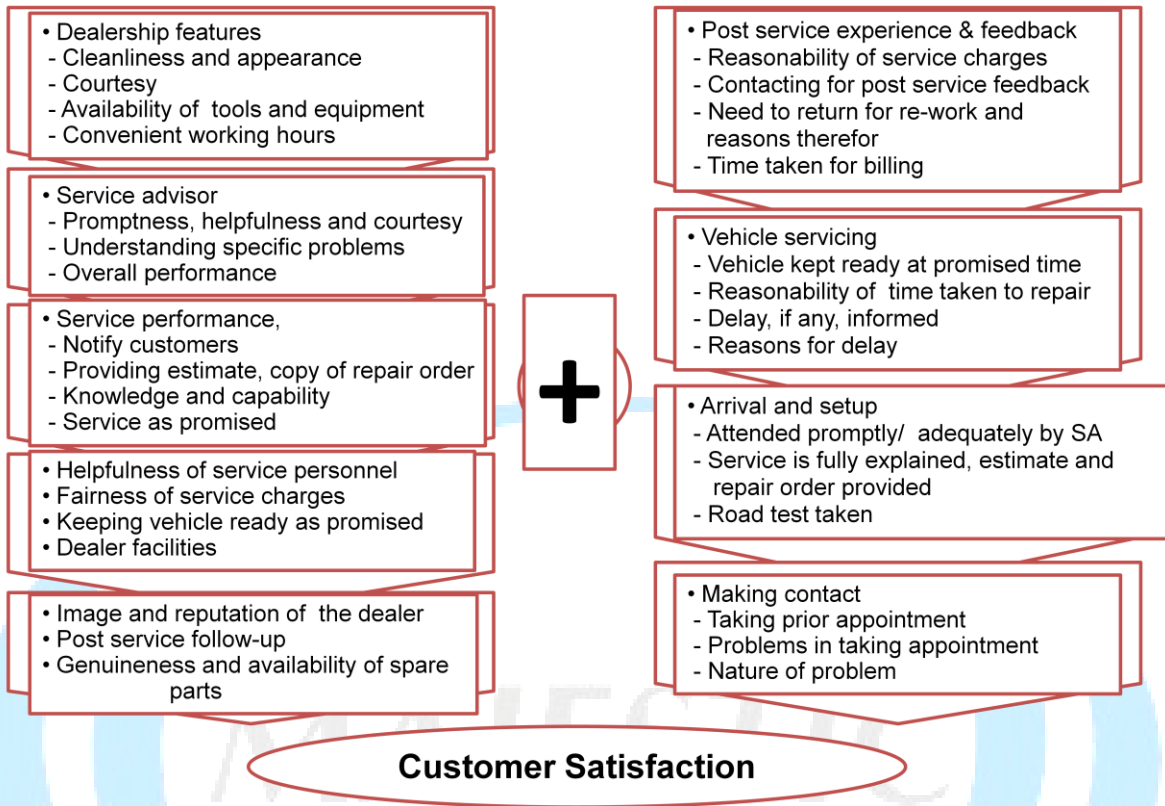 • Dealership features
- Cleanliness and appearance
- Courtesy
- Availability of tools and equipment
- Convenient working hours
• Service advisor
- Promptness, helpfulness and courtesy
- Understanding specific problems
- Overall performance
• Service performance,
- Notify customers
- Providing estimate, copy of repair order
- Knowledge and capability
- Service as promised
• Helpfulness of service personnel
• Fairness of service charges
• Keeping vehicle ready as promised
• Dealer facilities
• Image and reputation of the dealer
• Post service follow-up
• Genuineness and availability of spare
parts
+
• Post service experience & feedback
- Reasonability of service charges
- Contacting for post service feedback
- Need to return for re-work and
reasons therefor
- Time taken for billing
• Vehicle servicing
- Vehicle kept ready at promised time
- Reasonability of time taken to repair
- Delay, if any, informed
- Reasons for delay
• Arrival and setup
- Attended promptly/ adequately by SA
- Service is fully explained, estimate and
repair order provided
- Road test taken
• Making contact
- Taking prior appointment
- Problems in taking appointment
- Nature of problem
MAJESTIC
Customer Satisfaction